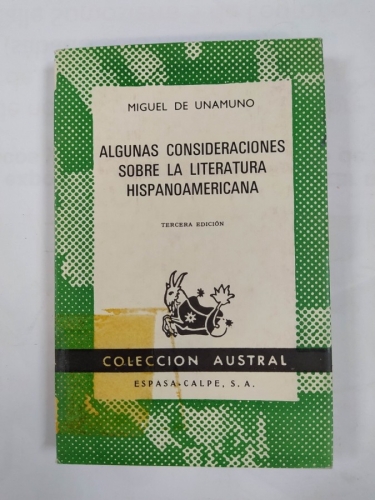 MIGUEL DE UNAMUNO
ALGUNAS CONSIDERACIONES
SOBRE LA LITERATURA
HISPANOAMERICANA
TERCERA EDICIÓN
COLECCION AUSTRAL
ESPASA-CALPE, S. A.